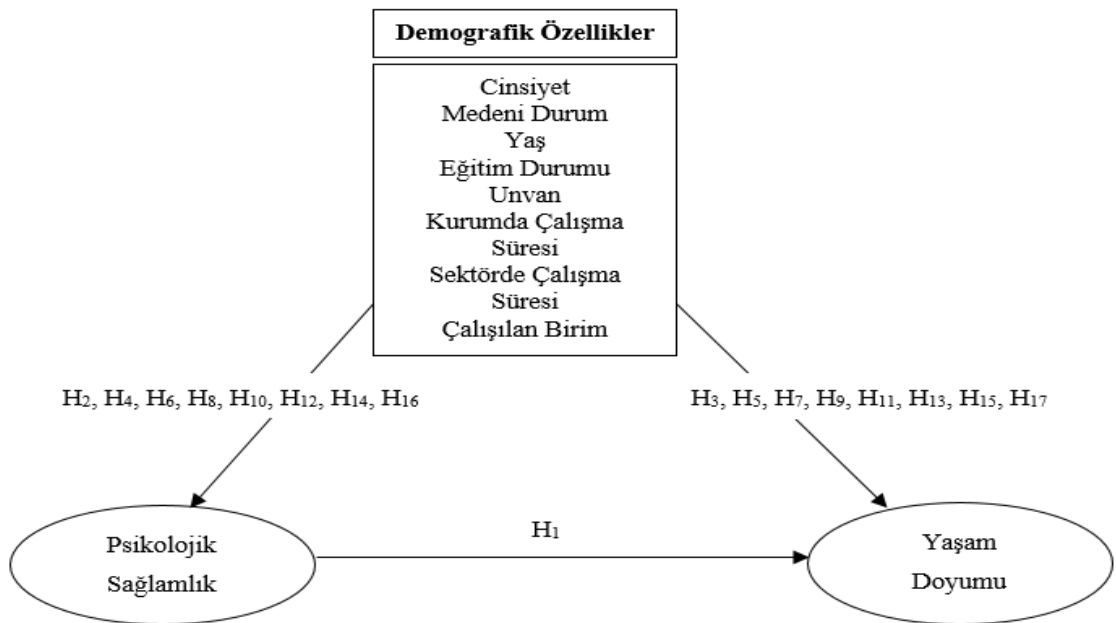 Demografik Özellikler
Cinsiyet
Medeni Durum
Yaş
Eğitim Durumu
Unvan
Kurumda Çalışma
Süresi
Sektörde Çalışma
Süresi
Çalışılan Birim
H₂, H₄, H₆, H₈, H₁₀, H₁₂, H₁₄, H₁₆
H₃, H₅, H₇, H₉, H₁₁, H₁₃, H₁₅, H₁₇
H₁
Psikolojik
Sağlamlık
Yaşam
Doyumu